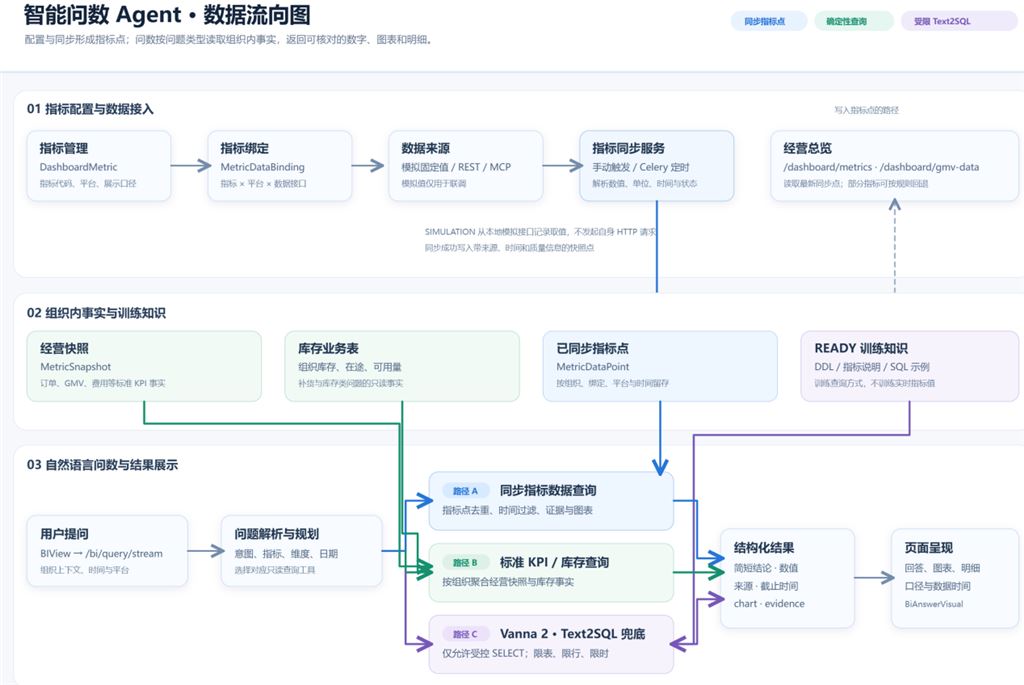 智能问数 Agent • 数据流向图
配置与同步形成指标点；问数按问题类型读取组织内事实，返回可核对的数字、图表和明细。
同步指标点
确定性查询
受限 Text2SQL
01 指标配置与数据接入
写入指标点的路径
指标管理
DashboardMetric
指标代码、平台、展示口径
指标绑定
MetricDataBinding
指标 × 平台 × 数据接口
数据来源
模拟固定值 / REST / MCP
模拟值仅用于联调
指标同步服务
手动触发 / Celery 定时
解析数值、单位、时间与状态
经营总览
/dashboard/metrics · /dashboard/gmv-data
读取最新同步点；部分指标可按规则回退
SIMULATION 从本地模拟接口记录取值，不发起自身 HTTP 请求
同步成功写入带来源、时间和质量信息的快照点
02 组织内事实与训练知识
经营快照
MetricSnapshot
订单、GMV、费用等标准 KPI 事实
库存业务表
组织库存、在途、可用量
补货与库存类问题的只读事实
已同步指标点
MetricDataPoint
按组织、绑定、平台与时间留存
READY 训练知识
DDL / 指标说明 / SQL 示例
训练查询方式，不训练实时指标值
03 自然语言问数与结果展示
用户提问
BIView → /bi/query/stream
组织上下文、时间与平台
问题解析与规划
意图、指标、维度、日期
选择对应只读查询工具
路径 A
同步指标数据查询
指标点去重、时间过滤、证据与图表
路径 B
标准 KPI / 库存查询
按组织聚合经营快照与库存事实
路径 C
Vanna 2 • Text2SQL 兜底
仅允许受控 SELECT；限表、限行、限时
结构化结果
简短结论 · 数值
来源 · 截止时间
chart · evidence
页面呈现
回答、图表、明细
口径与数据时间
BiAnswerVisual